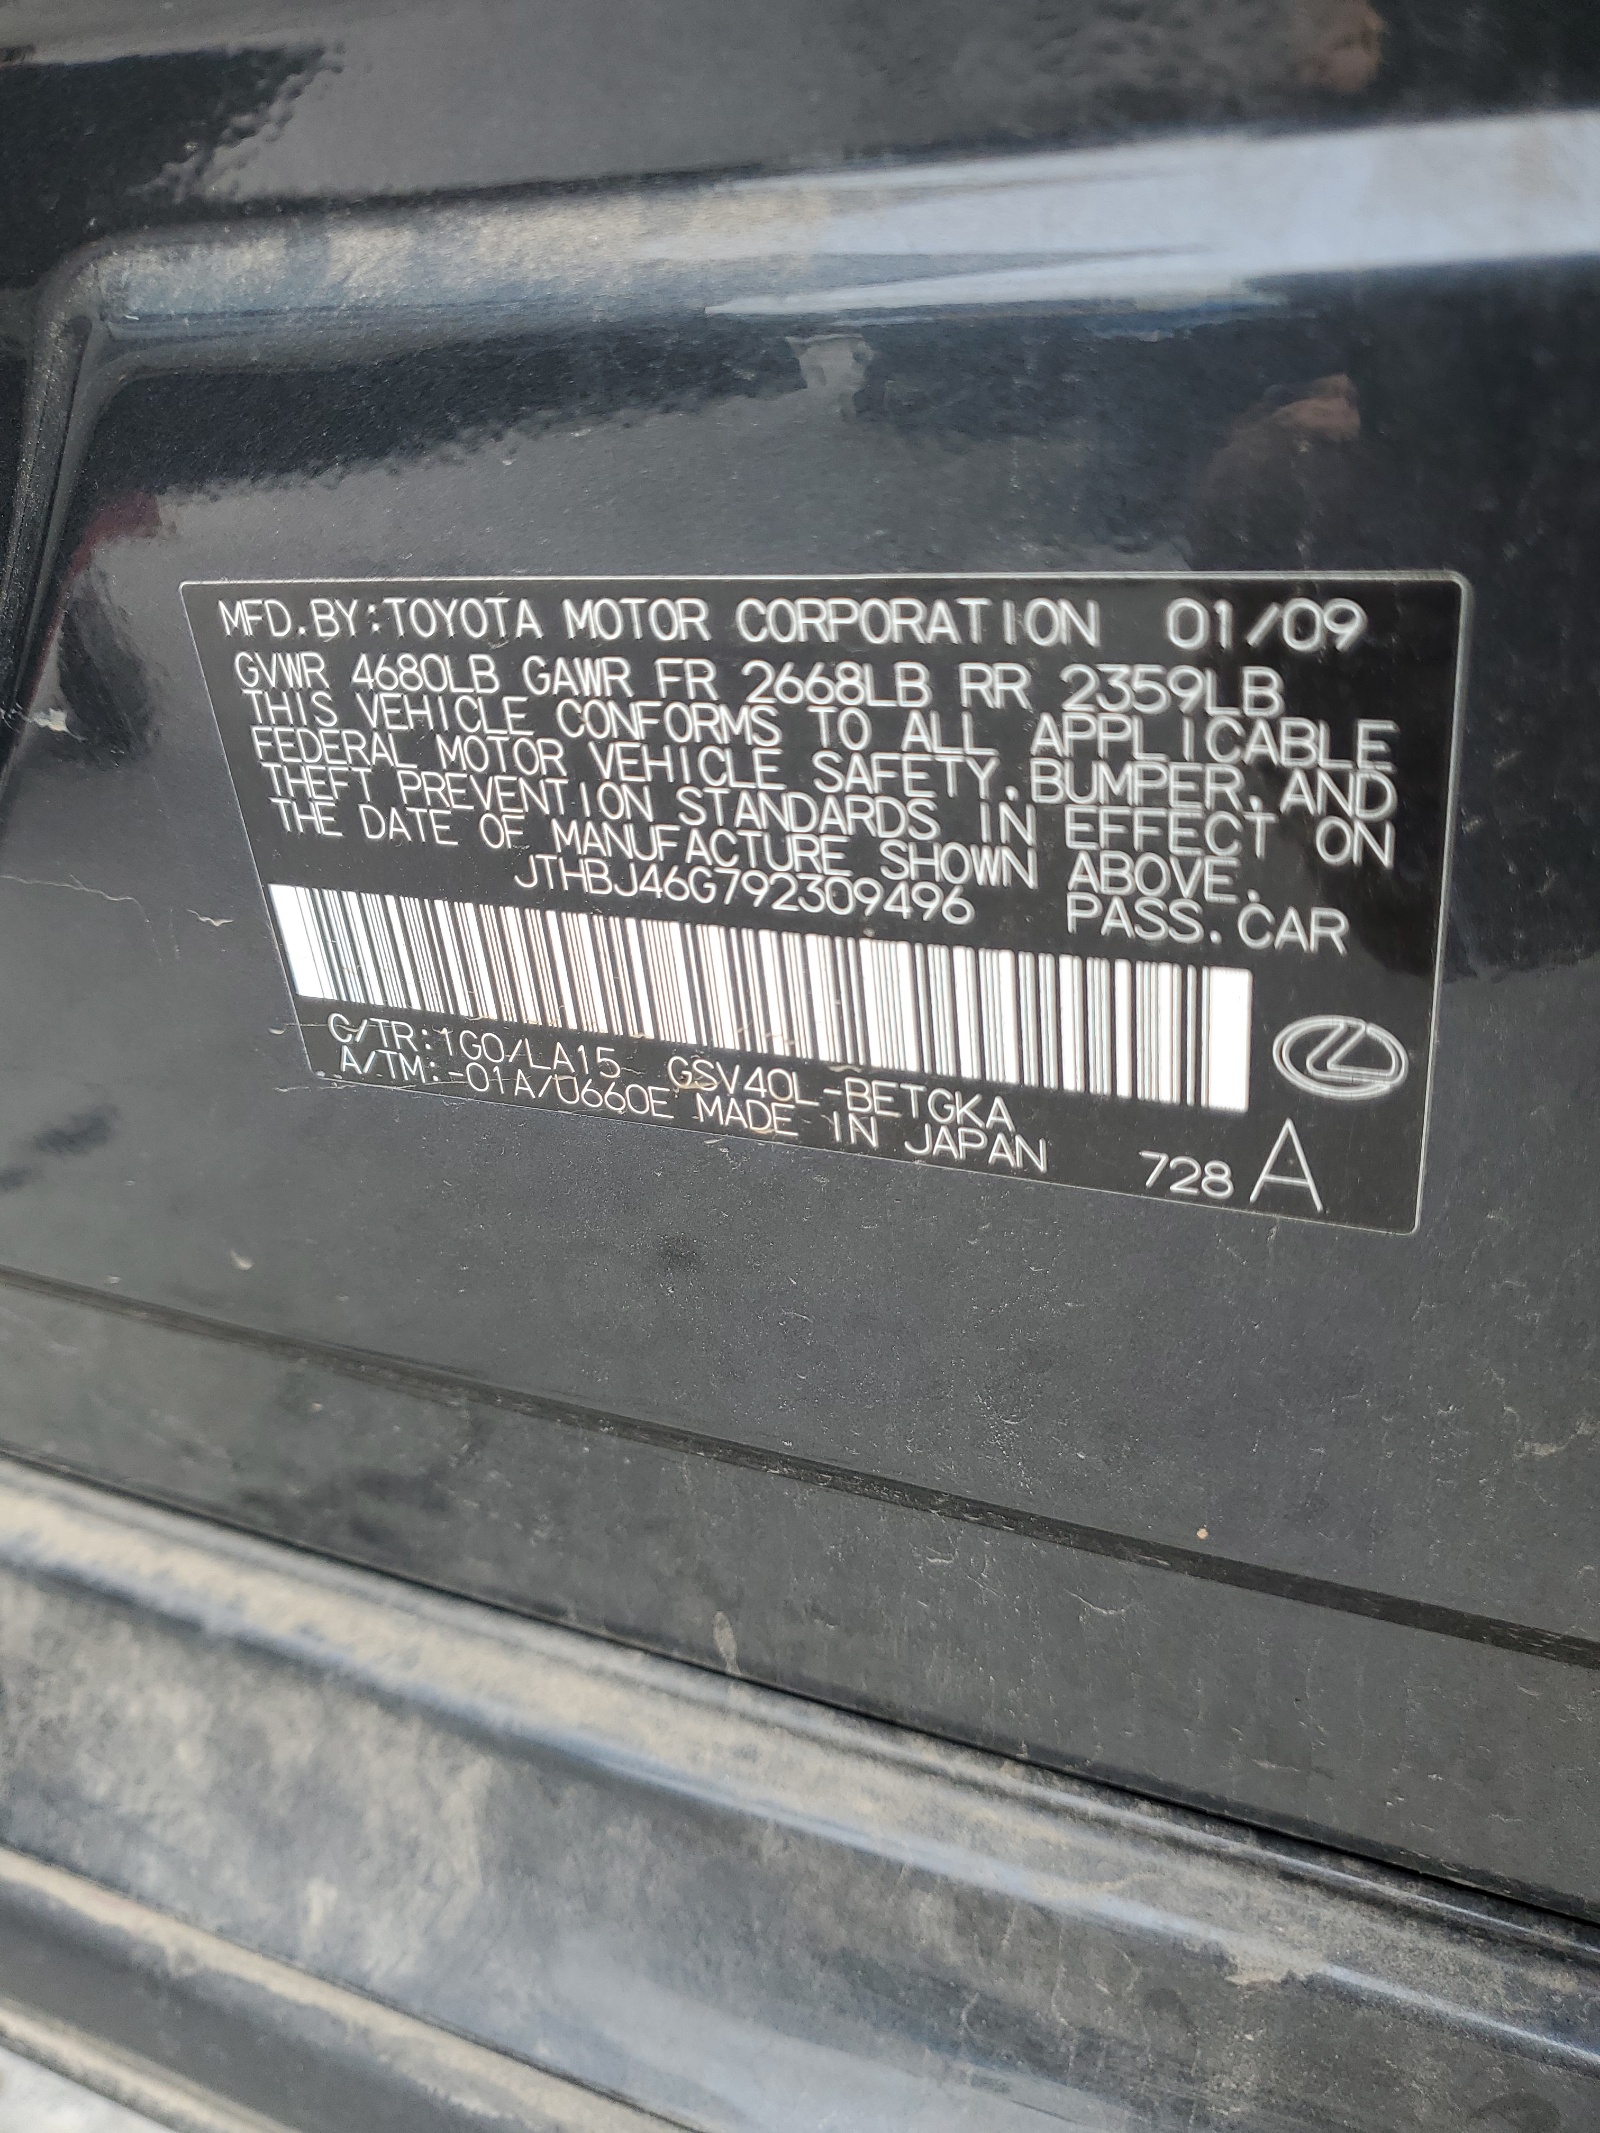 MFD.BY:TOYOTA MOTOR CORPORATION 01/09
GVWR 4680LB GAWR FR 2668LB RR 2359LB
THIS VEHICLE CONFORMS TO ALL APPLICABLE
FEDERAL MOTOR VEHICLE SAFETY, BUMPER, AND
THEFT PREVENTION STANDARDS IN EFFECT ON
THE DATE OF MANUFACTURE SHOWN ABOVE.
JTHBJ46G792309496 PASS.CAR
C/TR:1G0/LA15 GSV40L-BETGKA
A/TM:-01A/U660E MADE IN JAPAN 728 A